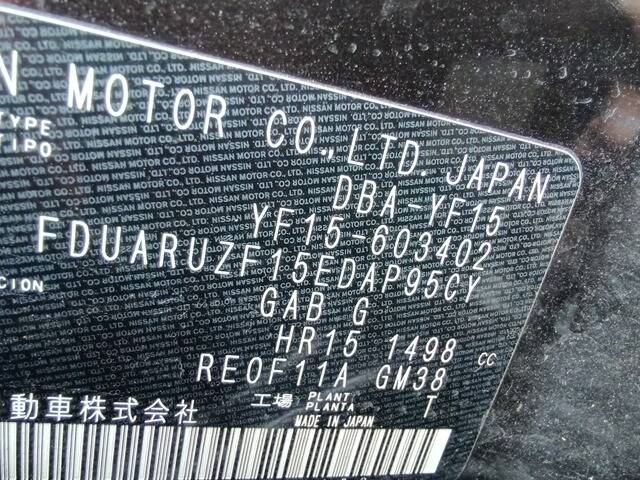 N MOTOR CO., LTD. JAPAN
TYPE
TIPO
DBA-YF15
YF15-603402
FDUARUZF15EDAP95CY
CION
GAB G
HR15 1498 CC
RE0F11A GM38
動車株式会社 工場 PLANT PLANTA T
MADE IN JAPAN